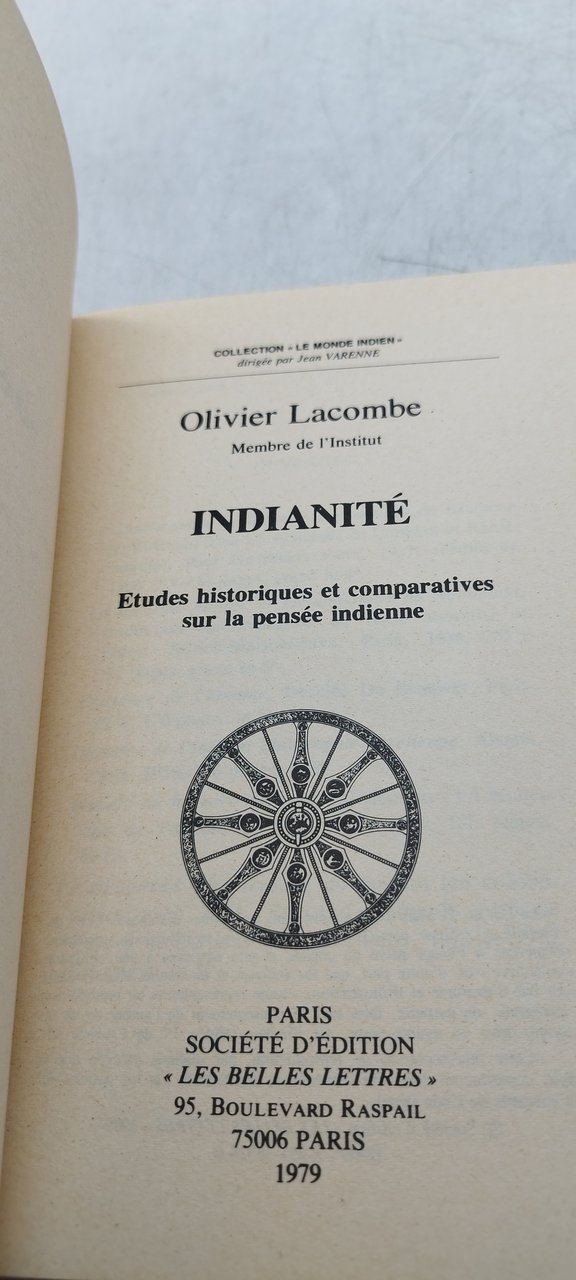 COLLECTION « LE MONDE INDIEN »
dirigée par Jean VARENNE
Olivier Lacombe
Membre de l'Institut
INDIANITÉ
Etudes historiques et comparatives
sur la pensée indienne
PARIS
SOCIÉTÉ D'ÉDITION
« LES BELLES LETTRES »
95, BOULEVARD RASPAIL
75006 PARIS
1979